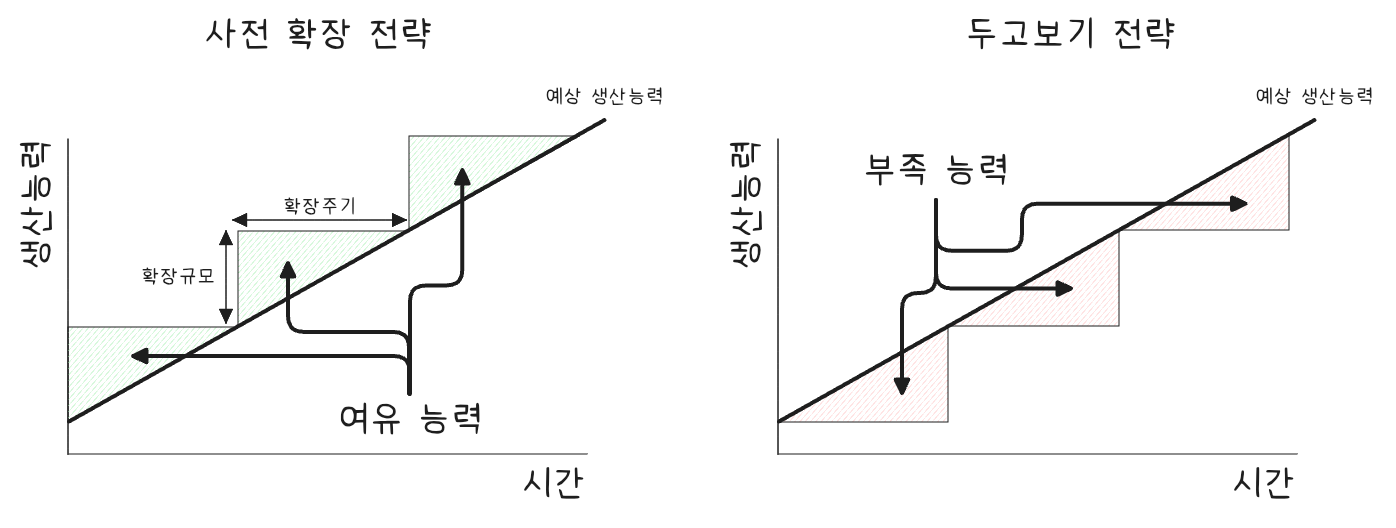 사전 확장 전략
예상 생산능력
생산능력
확장주기
확장규모
여유 능력
시간
두고보기 전략
예상 생산능력
생산능력
부족 능력
시간